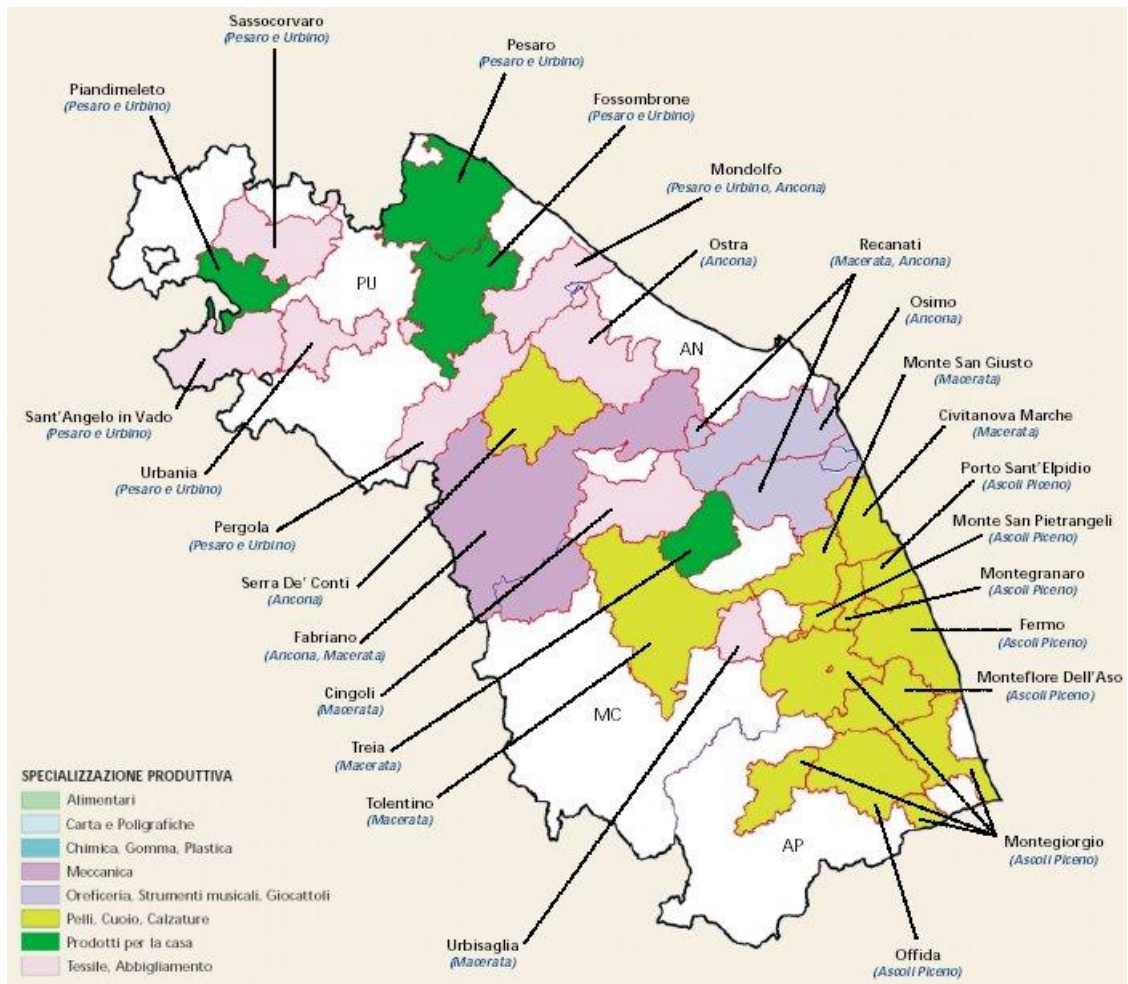 Sassocorvaro
(Pesaro e Urbino)
Pesaro
(Pesaro e Urbino)
Piandimeleto
(Pesaro e Urbino)
Fossombrone
(Pesaro e Urbino)
Mondolfo
(Pesaro e Urbino, Ancona)
Ostra
(Ancona)
Recanati
(Macerata, Ancona)
Osimo
(Ancona)
PU
AN
Monte San Giusto
(Macerata)
Sant'Angelo in Vado
(Pesaro e Urbino)
Civitanova Marche
(Macerata)
Urbania
(Pesaro e Urbino)
Porto Sant'Elpidio
(Ascoli Piceno)
Pergola
(Pesaro e Urbino)
Monte San Pietrangeli
(Ascoli Piceno)
Serra De' Conti
(Ancona)
Montegranaro
(Ascoli Piceno)
Fabriano
(Ancona, Macerata)
Fermo
(Ascoli Piceno)
Cingoli
(Macerata)
Montefiore Dell'Aso
(Ascoli Piceno)
MC
Treia
(Macerata)
Tolentino
(Macerata)
AP
Montegiorgio
(Ascoli Piceno)
Urbisaglia
(Macerata)
Offida
(Ascoli Piceno)
SPECIALIZZAZIONE PRODUTTIVA
Alimentari
Carta e Poligrafiche
Chimica, Gomma, Plastica
Meccanica
Oreficeria, Strumenti musicali, Giocattoli
Pelli, Cuoio, Calzature
Prodotti per la casa
Tessile, Abbigliamento